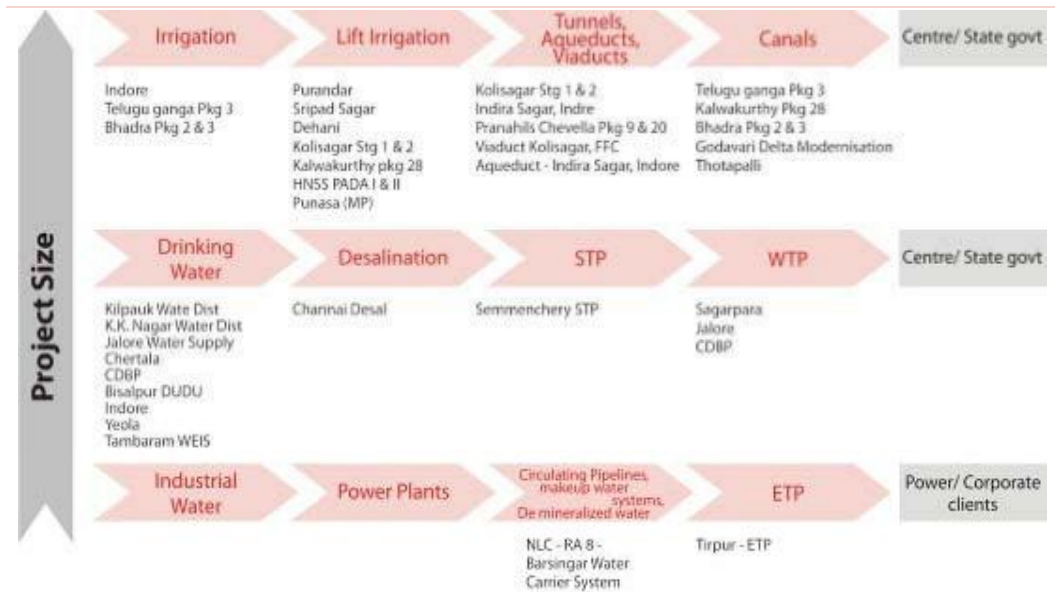 Project Size
Irrigation
Lift Irrigation
Tunnels,
Aqueducts,
Viaducts
Canals
Centre/ State govt
Indore
Telugu ganga Pkg 3
Bhadra Pkg 2 & 3
Purandar
Sripad Sagar
Dehani
Kolisagar Stg 1 & 2
Kalwakurthy pkg 28
HNSS PADA I & II
Punasa (MP)
Kolisagar Stg 1 & 2
Indira Sagar, Indre
Pranahils Chevella Pkg 9 & 20
Viaduct Kolisagar, FFC
Aqueduct - Indira Sagar, Indore
Telugu ganga Pkg 3
Kalwakurthy Pkg 28
Bhadra Pkg 2 & 3
Godavari Delta Modernisation
Thotapalli
Drinking
Water
Desalination
STP
WTP
Centre/ State govt
Kilpauk Wate Dist
K.K. Nagar Water Dist
Jalore Water Supply
Chertala
CDBP
Bisalpur DUDU
Indore
Yeola
Tambaram WEIS
Channai Desal
Semmenchery STP
Sagarpara
Jalore
CDBP
Industrial
Water
Power Plants
Circulating Pipelines,
makeup water
systems,
De mineralized water
ETP
Power/ Corporate
clients
NLC - RA 8 -
Barsingar Water
Carrier System
Tirpur - ETP